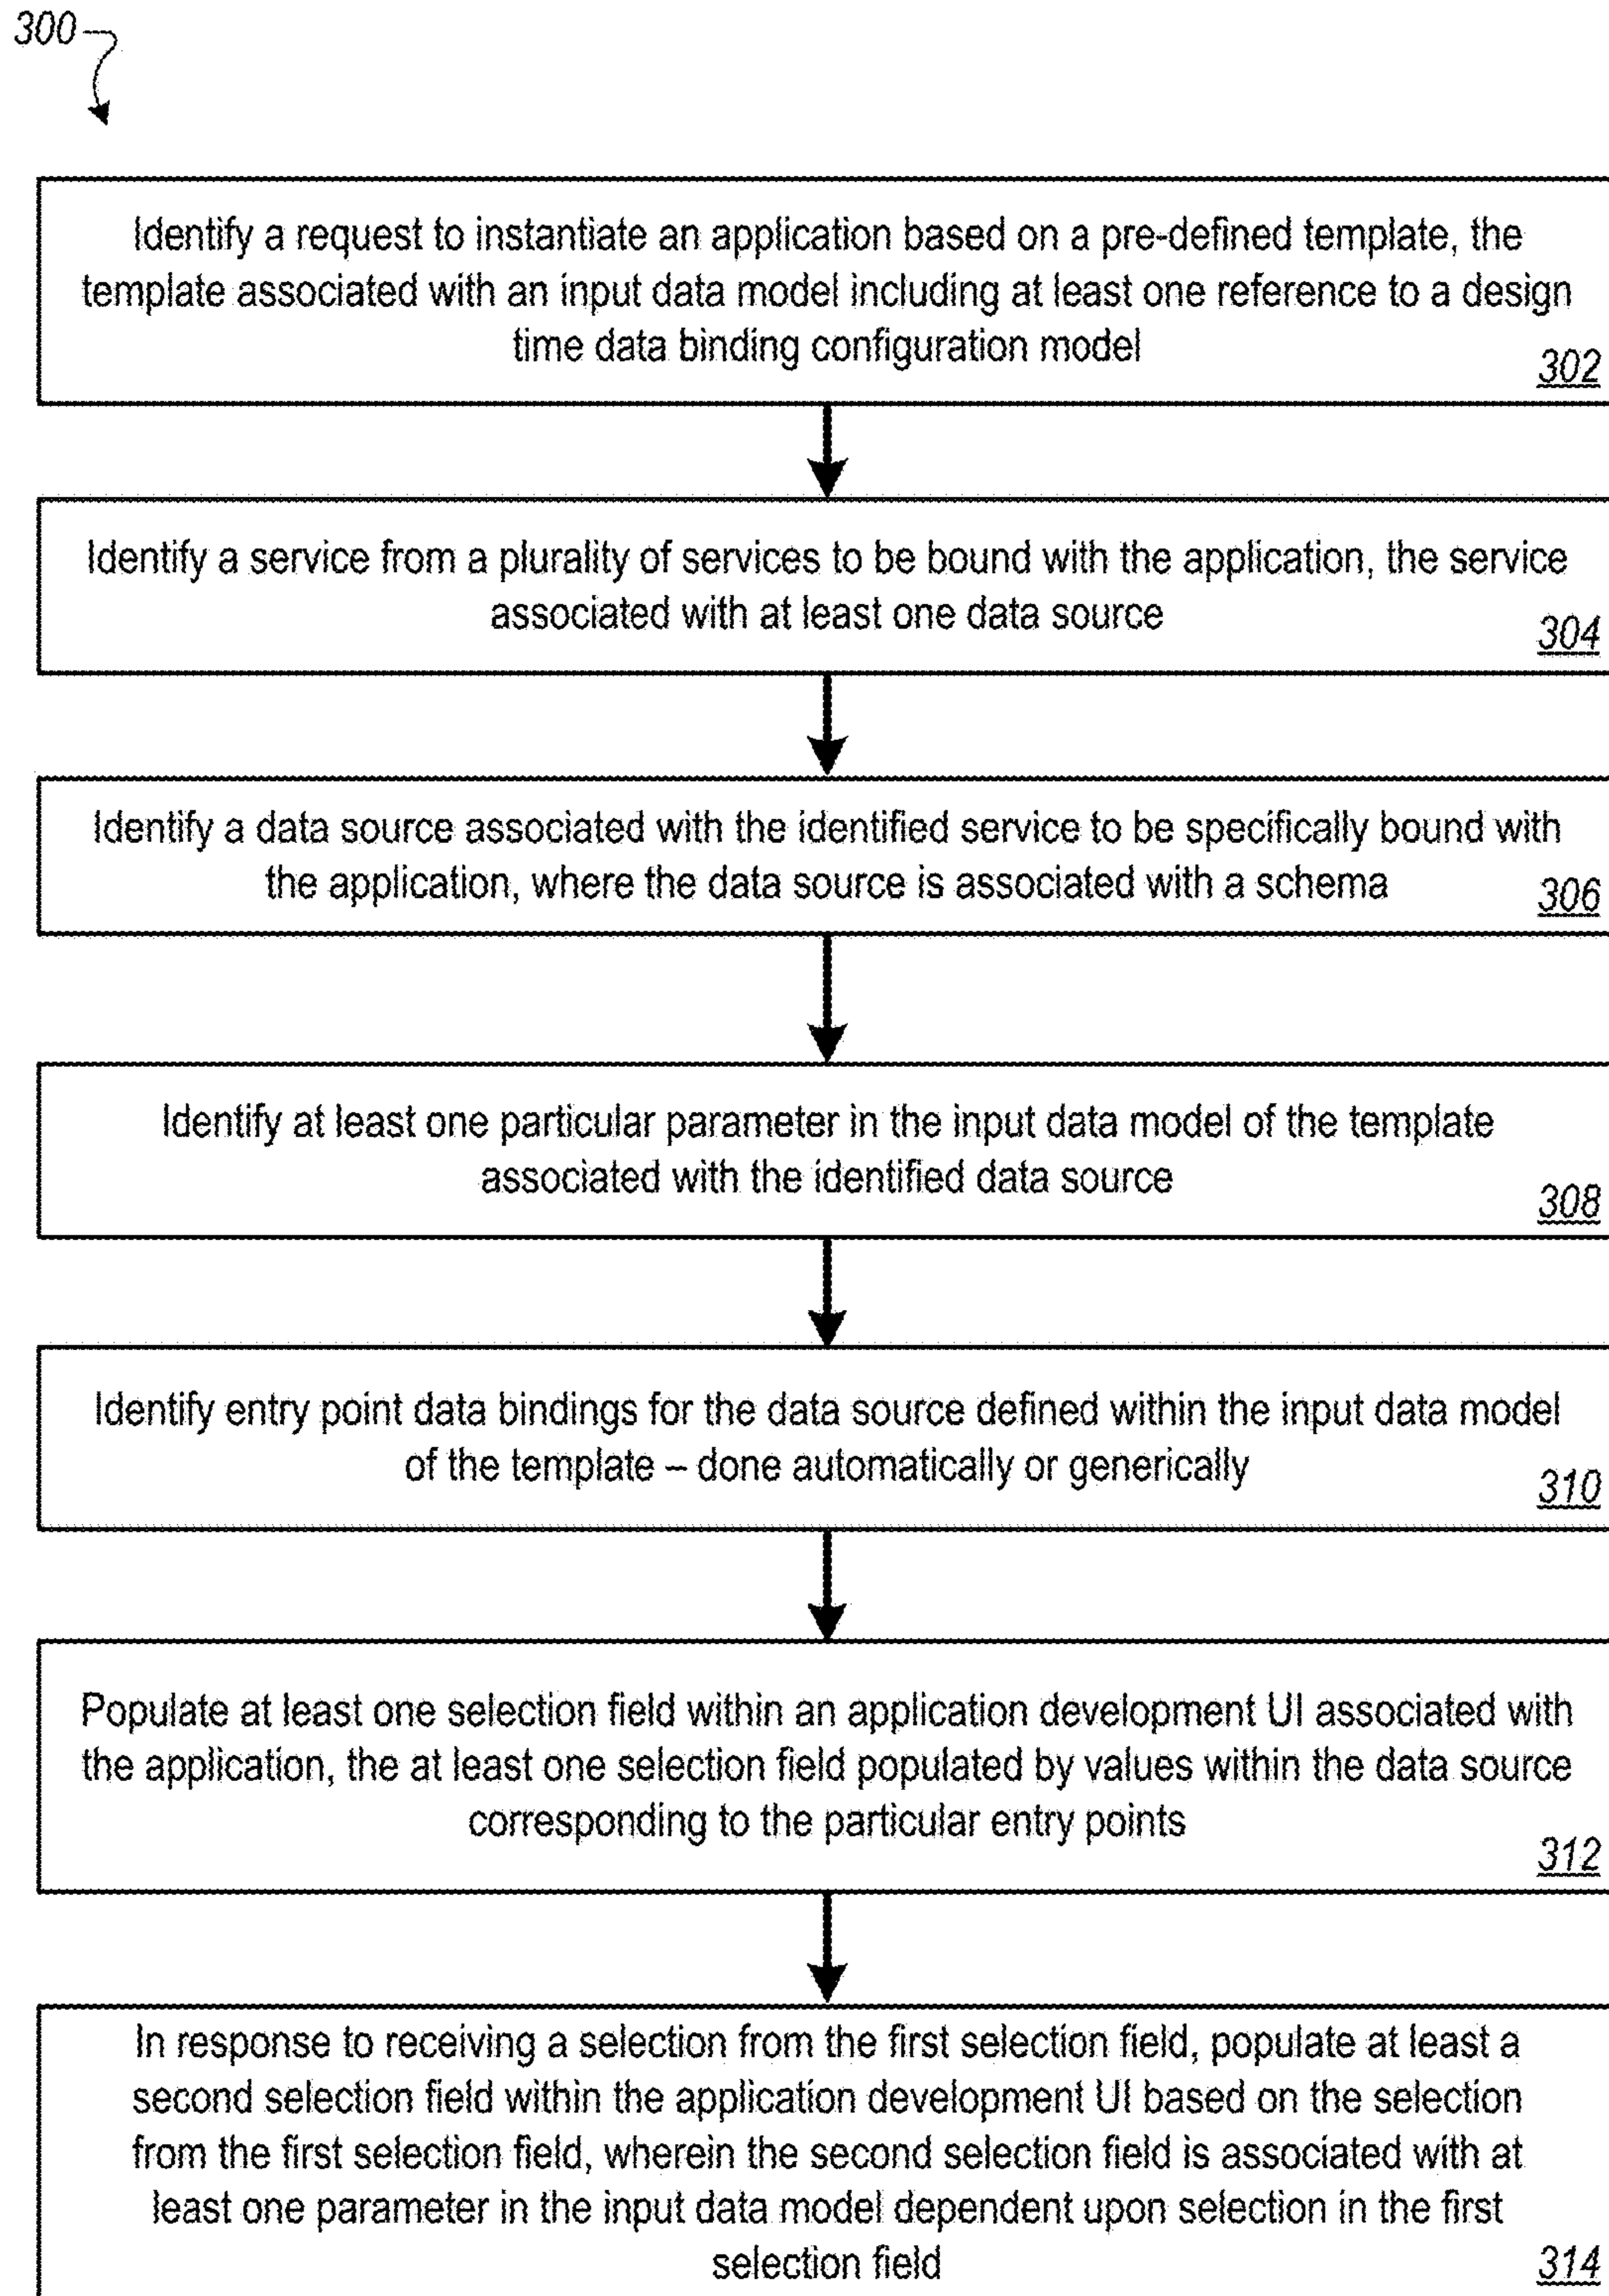 300
Identify a request to instantiate an application based on a pre-defined template, the
template associated with an input data model including at least one reference to a design
time data binding configuration model
302
Identify a service from a plurality of services to be bound with the application, the service
associated with at least one data source
304
Identify a data source associated with the identified service to be specifically bound with
the application, where the data source is associated with a schema
306
Identify at least one particular parameter in the input data model of the template
associated with the identified data source
308
Identify entry point data bindings for the data source defined within the input data model
of the template – done automatically or generically
310
Populate at least one selection field within an application development UI associated with
the application, the at least one selection field populated by values within the data source
corresponding to the particular entry points
312
In response to receiving a selection from the first selection field, populate at least a
second selection field within the application development UI based on the selection
from the first selection field, wherein the second selection field is associated with at
least one parameter in the input data model dependent upon selection in the first
selection field
314